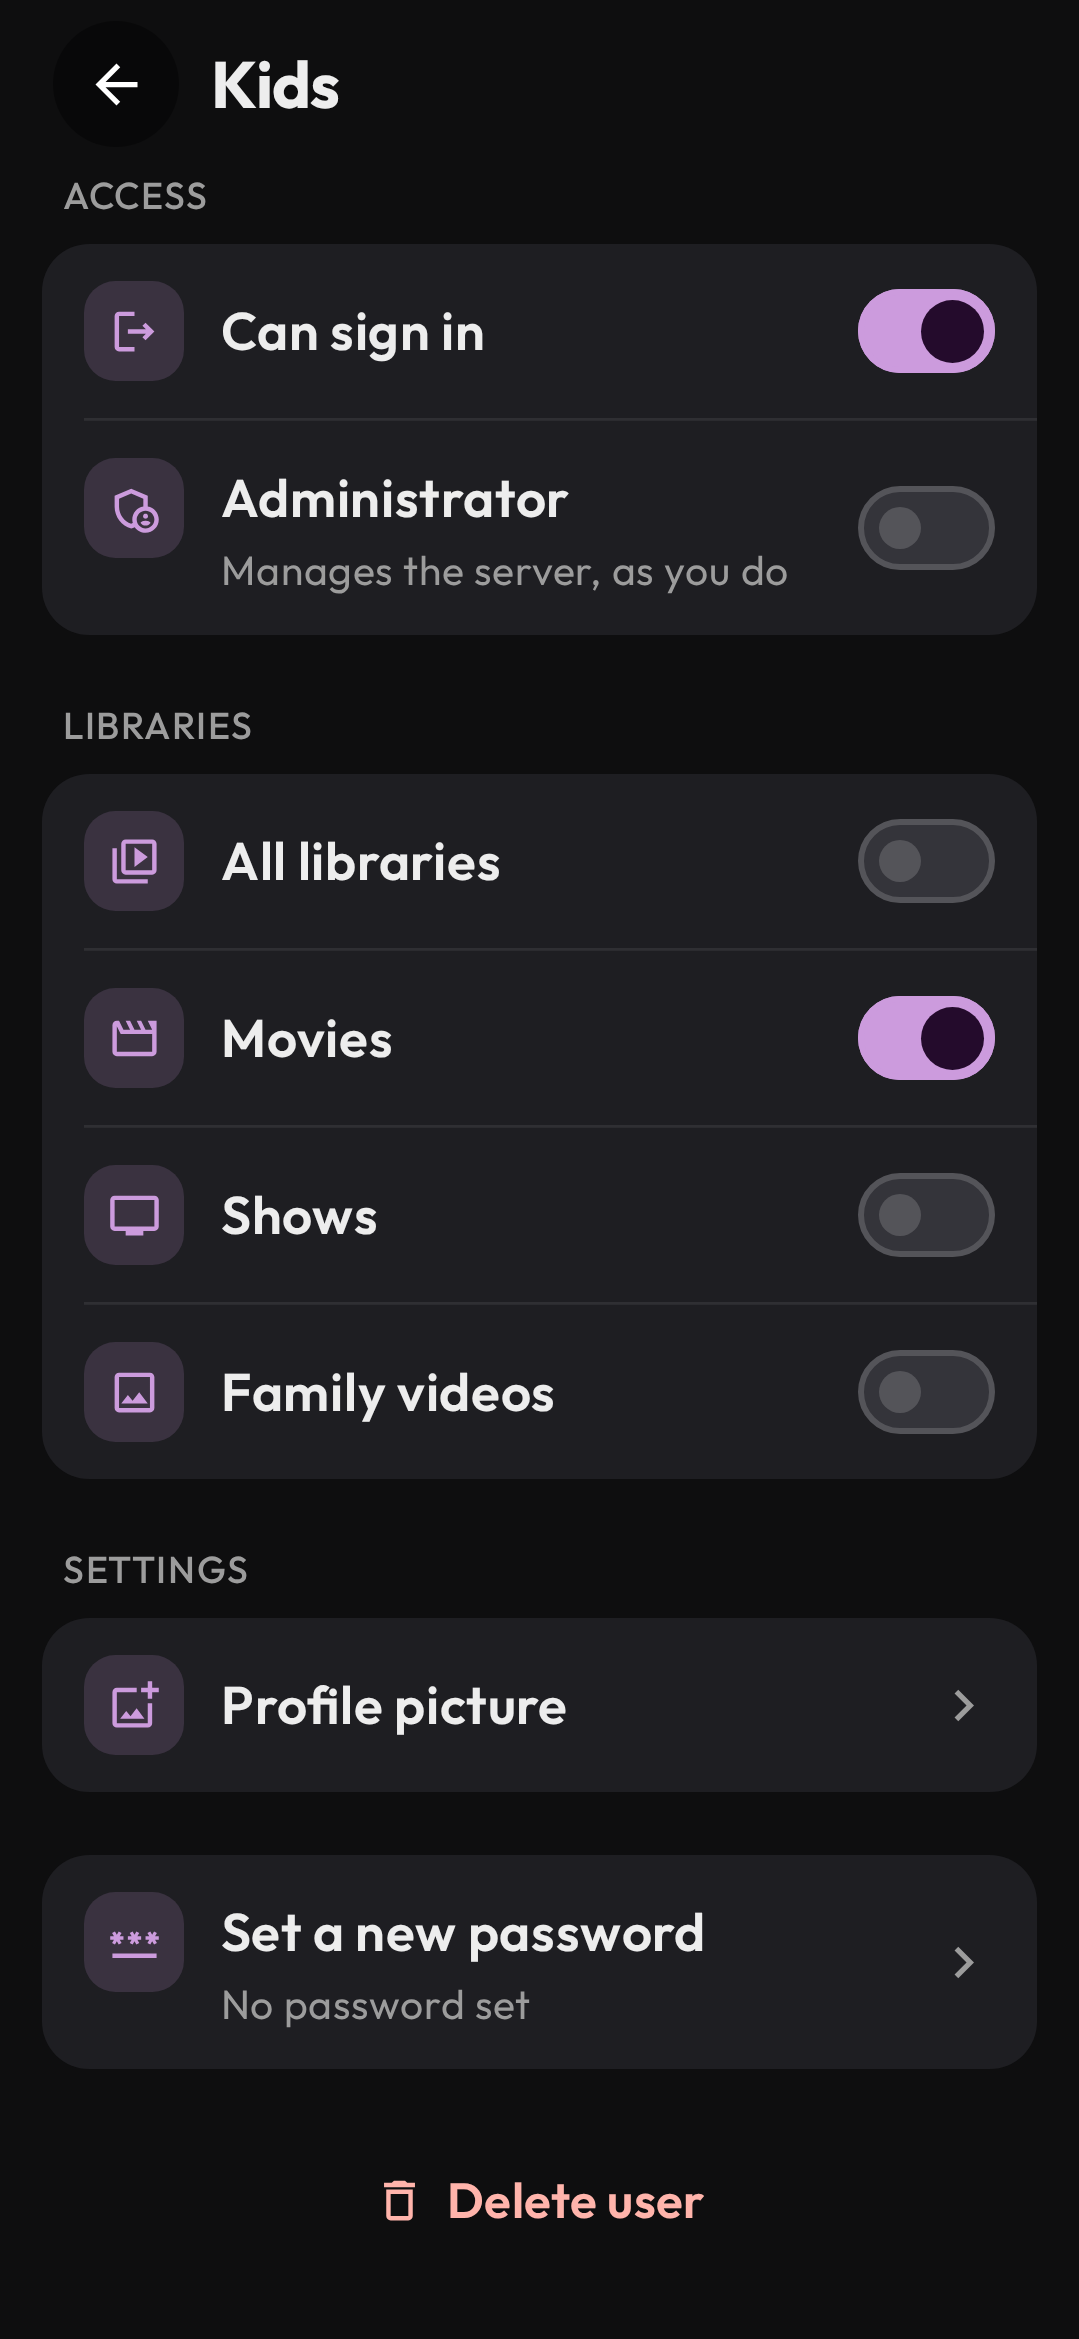 Kids
ACCESS
Can sign in
Administrator
Manages the server, as you do
LIBRARIES
All libraries
Movies
Shows
Family videos
SETTINGS
Profile picture
Set a new password
No password set
Delete user